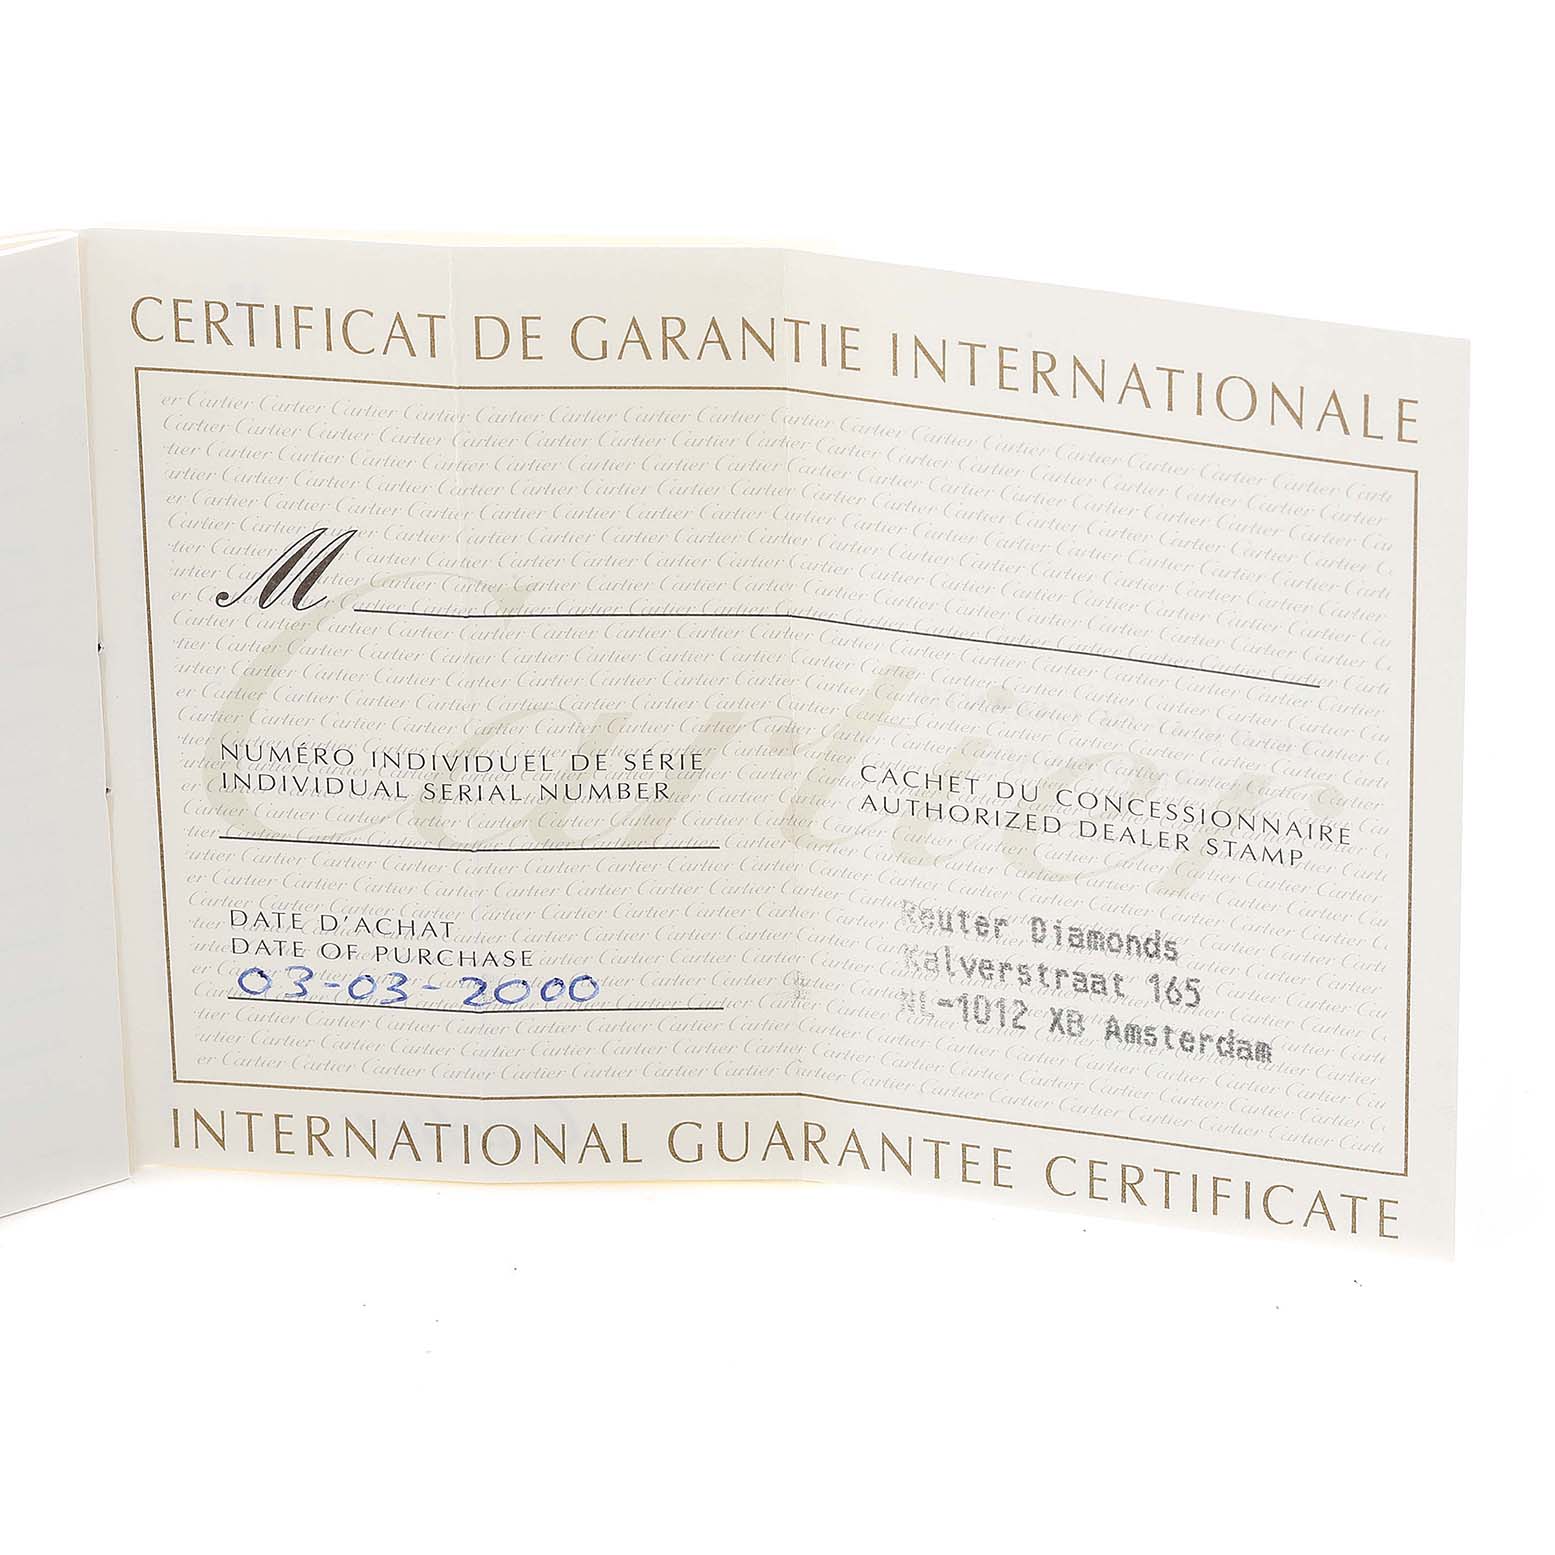 CERTIFICAT DE GARANTIE INTERNATIONALE
Cartier
M
NUMÉRO INDIVIDUEL DE SÉRIE
INDIVIDUAL SERIAL NUMBER
CACHET DU CONCESSIONNAIRE
AUTHORIZED DEALER STAMP
DATE D'ACHAT
DATE OF PURCHASE
03-03-2000
Reuter Diamonds
Kalverstraat 165
NL-1012 XB Amsterdam
INTERNATIONAL GUARANTEE CERTIFICATE